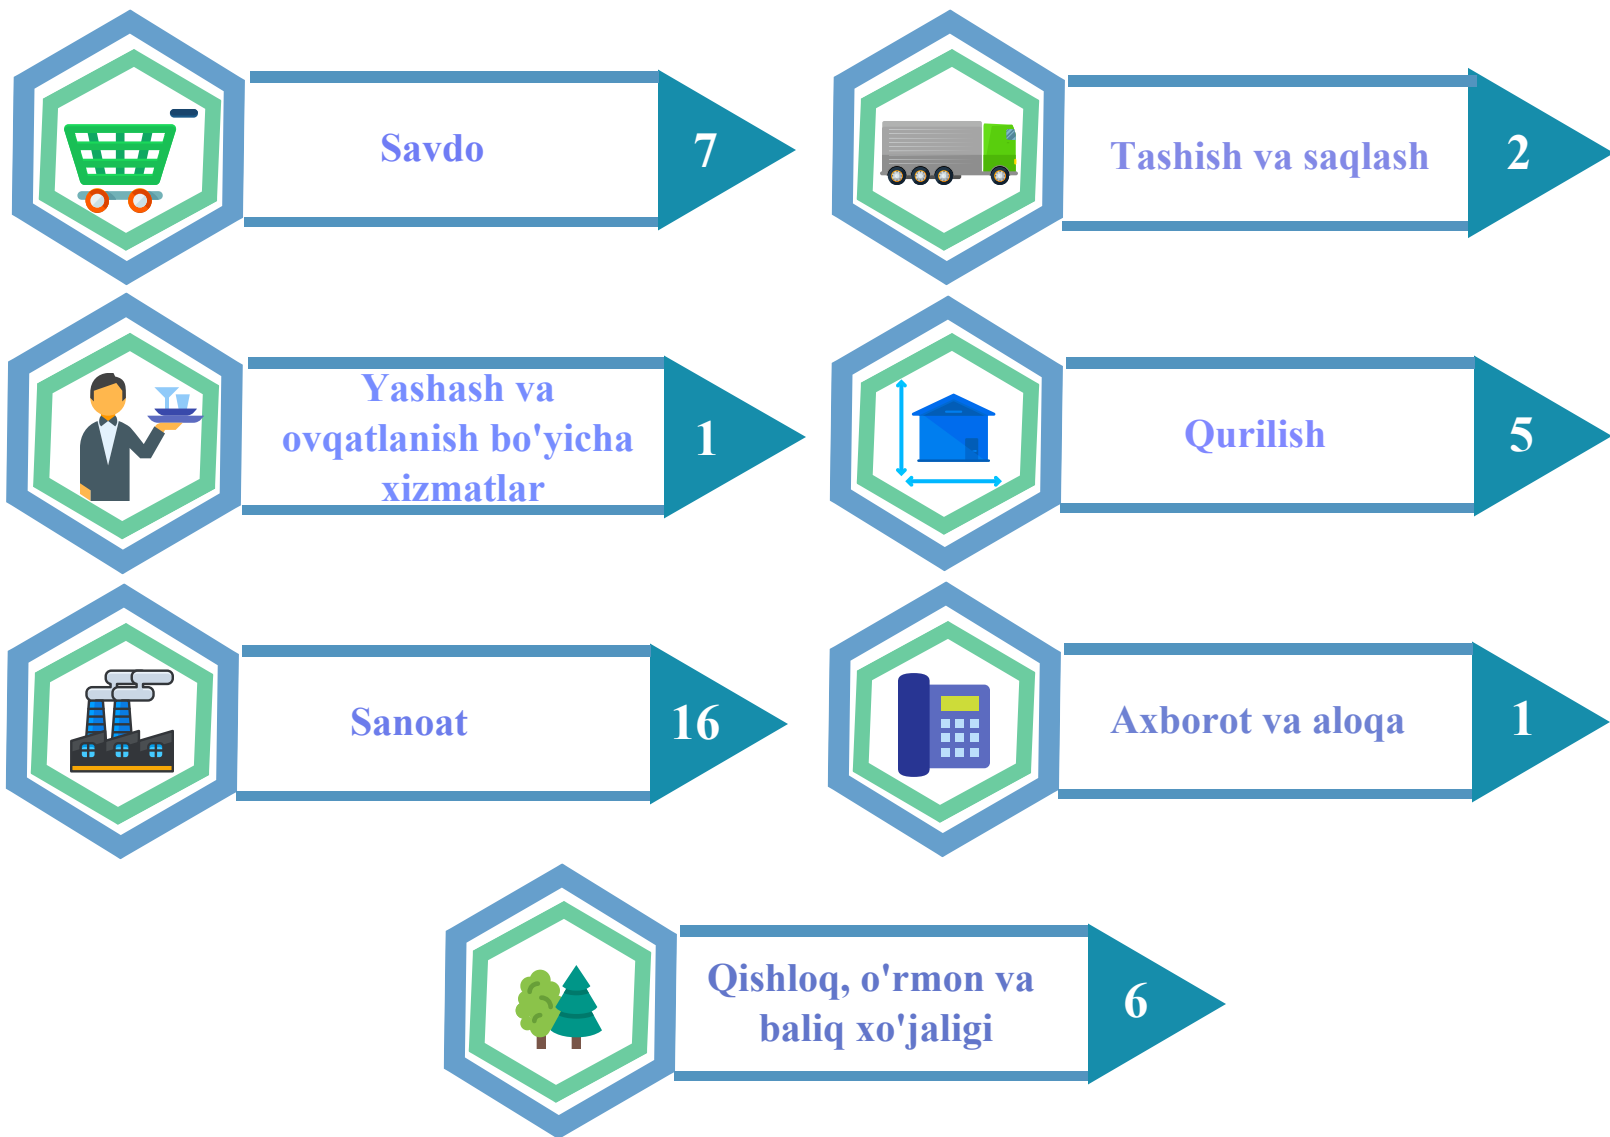 Savdo
7
Tashish va saqlash
2
Yashash va
ovqatlanish bo'yicha
xizmatlar
1
Qurilish
5
Sanoat
16
Axborot va aloqa
1
Qishloq, o'rmon va
baliq xo'jaligi
6